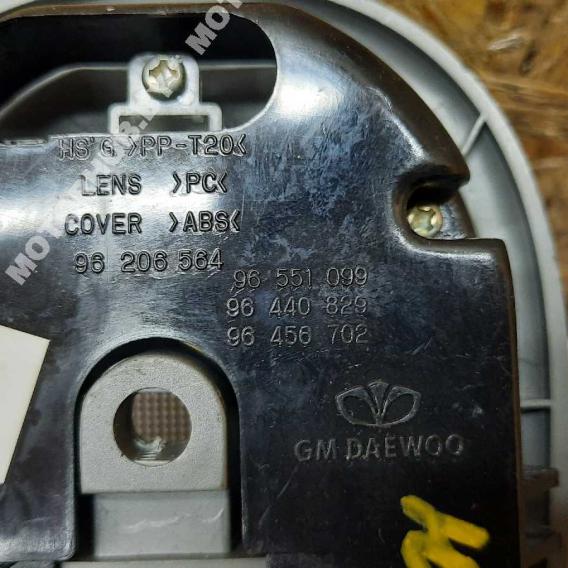 HS'G >PP-T20<
LENS >PC<
COVER >ABS<
96 206 564
96 551 099
96 440 829
96 456 702
GM DAEWOO